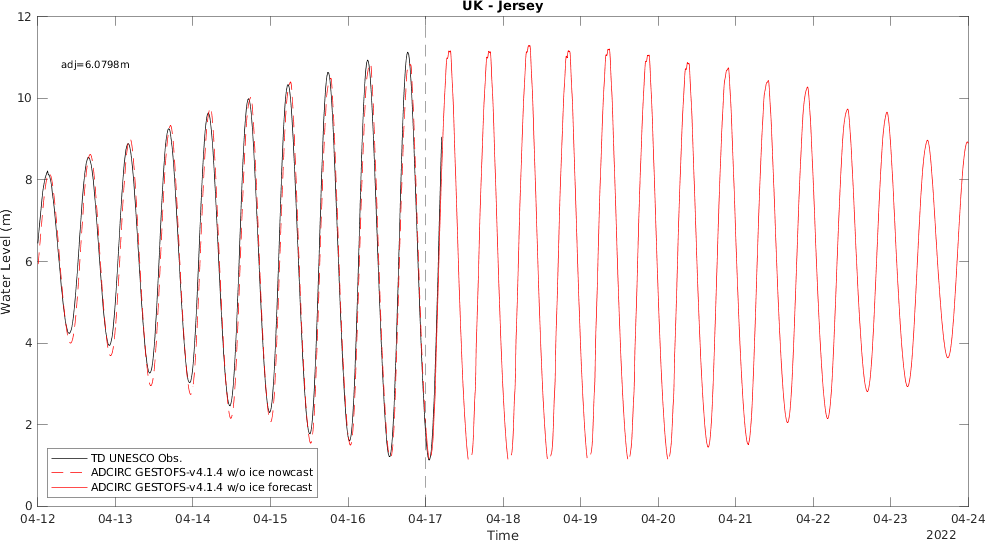 UK - Jersey
12
adj=6.0798m
10
8
6
4
2
0
Water Level (m)
TD UNESCO Obs.
ADCIRC GESTOFS-v4.1.4 w/o ice nowcast
ADCIRC GESTOFS-v4.1.4 w/o ice forecast
04-12 04-13 04-14 04-15 04-16 04-17 04-18 04-19 04-20 04-21 04-22 04-23 04-24
Time
2022